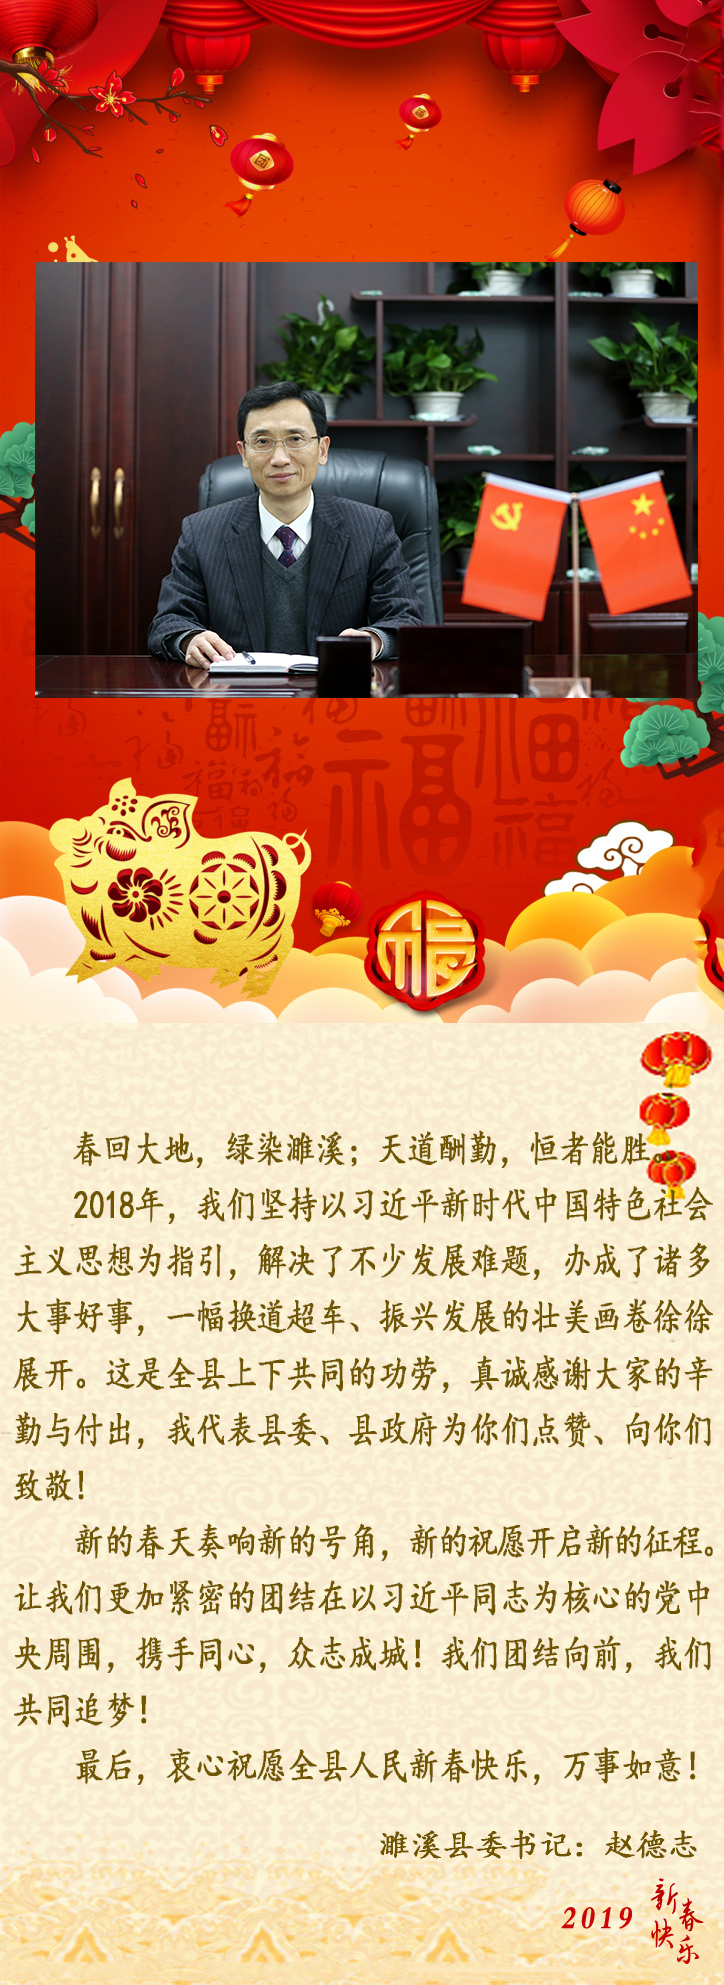 春回大地，绿染濉溪；天道酬勤，恒者能胜。
2018年，我们坚持以习近平新时代中国特色社会
主义思想为指引，解决了不少发展难题，办成了诸多
大事好事，一幅换道超车、振兴发展的壮美画卷徐徐
展开。这是全县上下共同的功劳，真诚感谢大家的辛
勤与付出，我代表县委、县政府为你们点赞、向你们
致敬！
新的春天奏响新的号角，新的祝愿开启新的征程。
让我们更加紧密的团结在以习近平同志为核心的党中
央周围，携手同心，众志成城！我们团结向前，我们
共同追梦！
最后，衷心祝愿全县人民新春快乐，万事如意！
濉溪县委书记：赵德志
2019
新春快乐